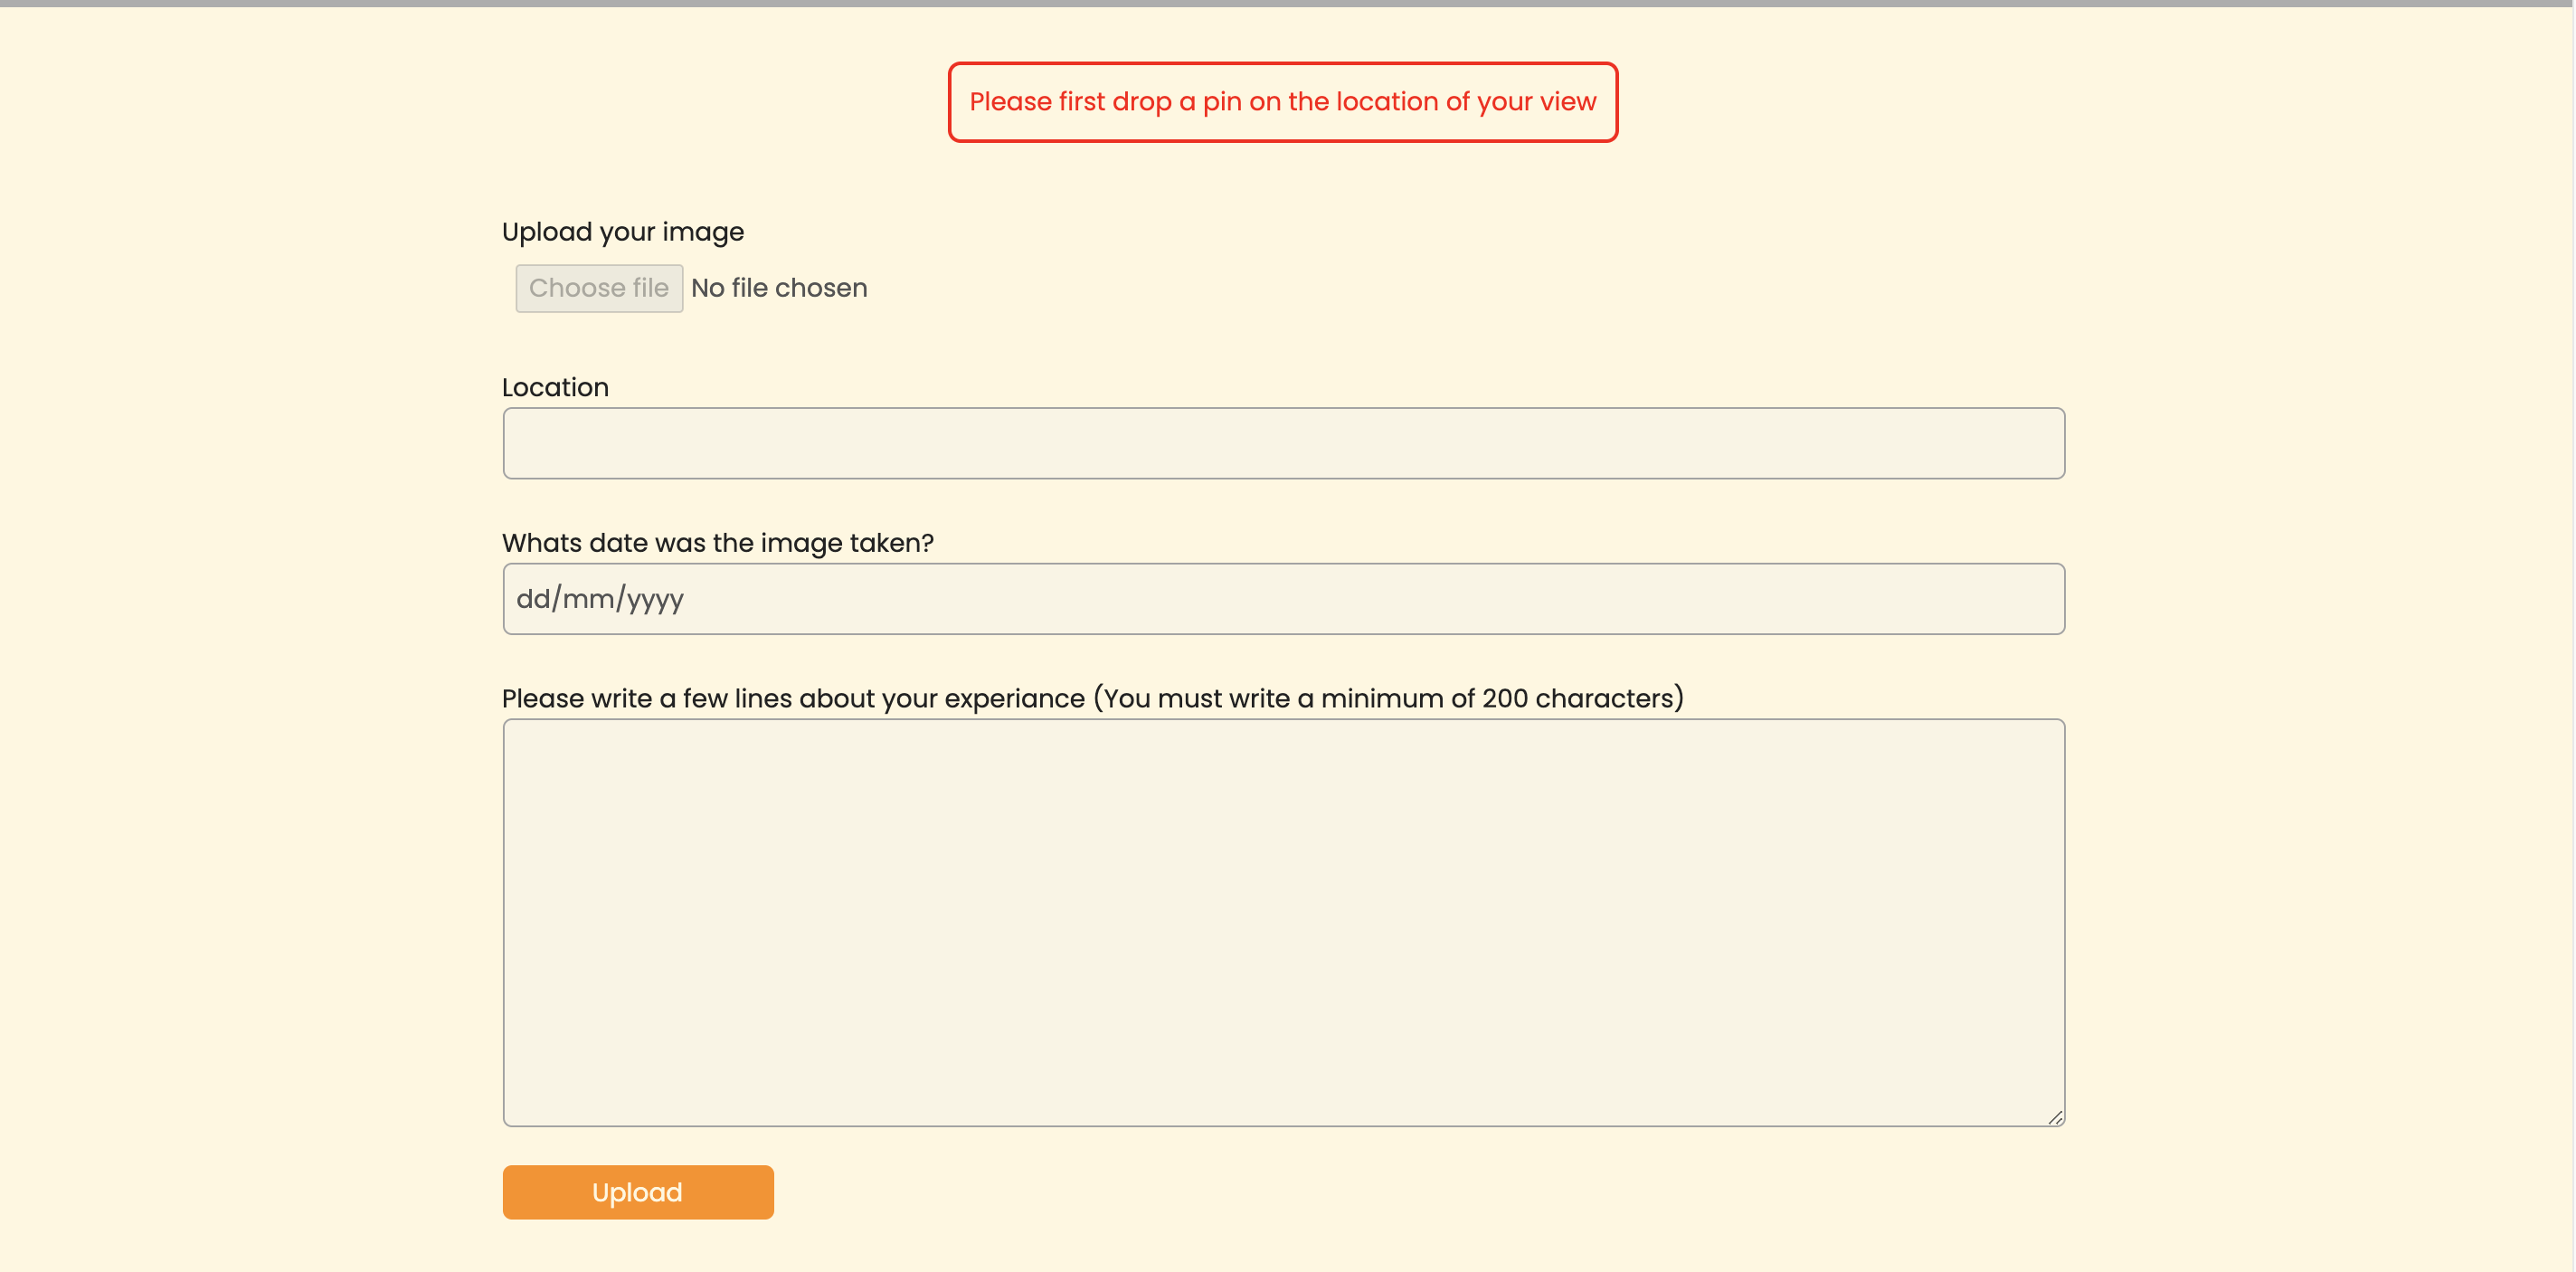 Please first drop a pin on the location of your view
Upload your image
Choose file No file chosen
Location
Whats date was the image taken?
dd/mm/yyyy
Please write a few lines about your experiance (You must write a minimum of 200 characters)
Upload